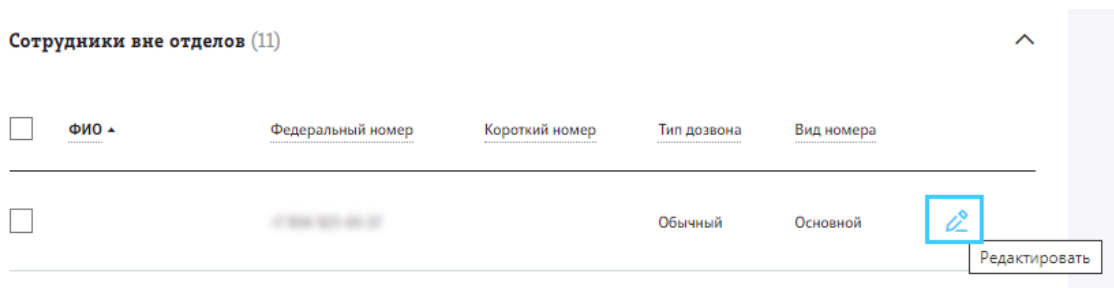 Сотрудники вне отделов (11)
ФИО Федеральный номер Короткий номер Тип дозвона Вид номера
Обычный Основной
Редактировать